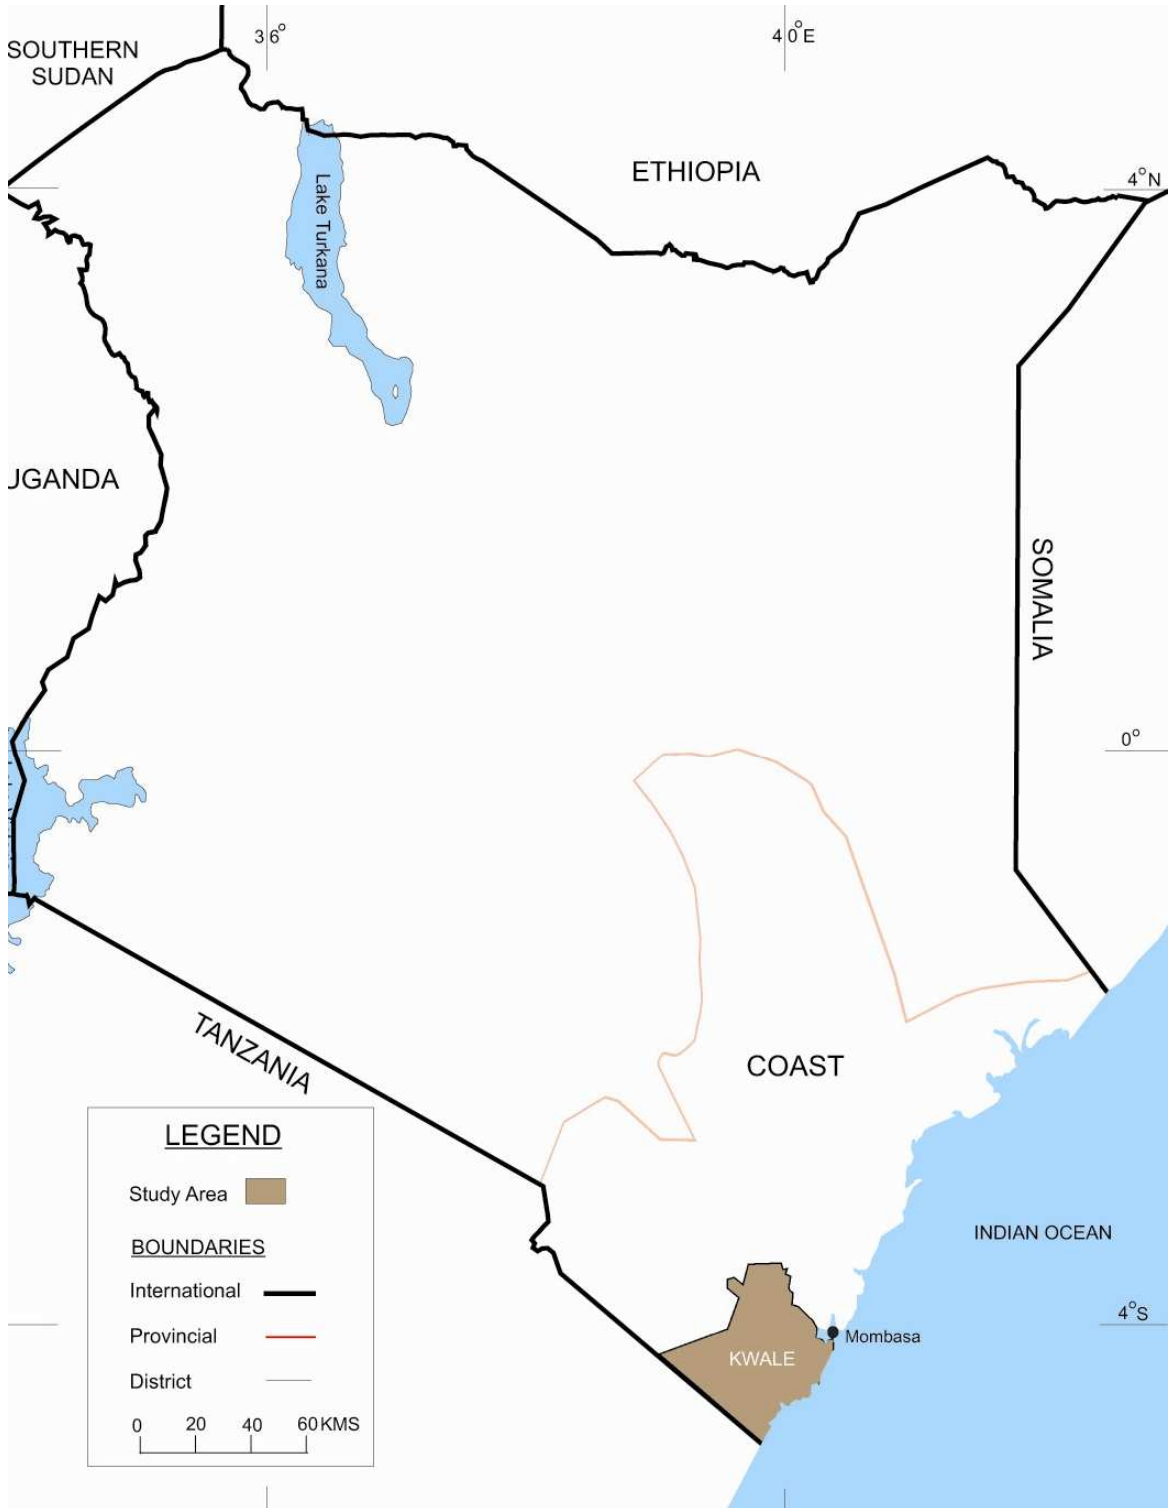 36°
40°E
SOUTHERN
SUDAN
ETHIOPIA
4°N
Lake Turkana
UGANDA
SOMALIA
0°
TANZANIA
COAST
LEGEND
Study Area
BOUNDARIES
International
Provincial
District
0 20 40 60 KMS
INDIAN OCEAN
4°S
Mombasa
KWALE